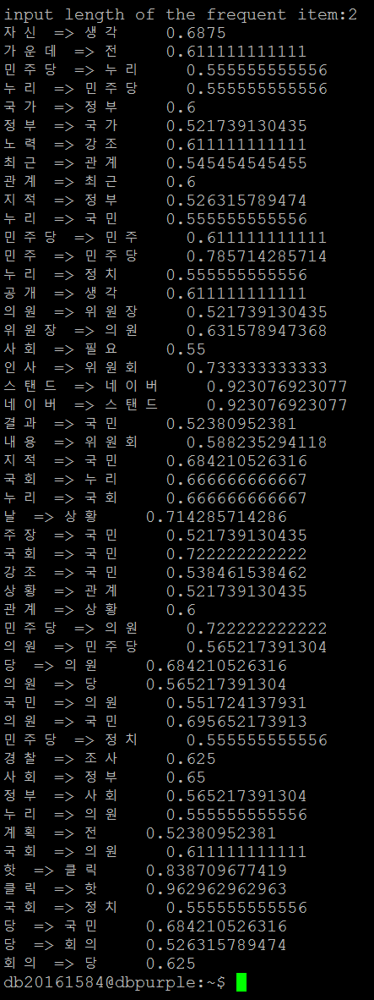 input length of the frequent item:2
자신 => 생각 0.6875
가운데 => 전 0.611111111111
민주당 => 누리 0.555555555556
누리 => 민주당 0.555555555556
국가 => 정부 0.6
정부 => 국가 0.521739130435
노력 => 강조 0.611111111111
최근 => 관계 0.545454545455
관계 => 최근 0.6
지적 => 정부 0.526315789474
누리 => 국민 0.555555555556
민주당 => 민주 0.611111111111
민주 => 민주당 0.785714285714
누리 => 정치 0.555555555556
공개 => 생각 0.611111111111
의원 => 위원장 0.521739130435
위원장 => 의원 0.631578947368
사회 => 필요 0.55
인사 => 위원회 0.733333333333
스탠드 => 네이버 0.923076923077
네이버 => 스탠드 0.923076923077
결과 => 국민 0.52380952381
내용 => 위원회 0.588235294118
지적 => 국민 0.684210526316
국회 => 누리 0.666666666667
누리 => 국회 0.666666666667
날 => 상황 0.714285714286
주장 => 국민 0.521739130435
국회 => 국민 0.722222222222
강조 => 국민 0.538461538462
상황 => 관계 0.521739130435
관계 => 상황 0.6
민주당 => 의원 0.722222222222
의원 => 민주당 0.565217391304
당 => 의원 0.684210526316
의원 => 당 0.565217391304
국민 => 의원 0.551724137931
의원 => 국민 0.695652173913
민주당 => 정치 0.555555555556
경찰 => 조사 0.625
사회 => 정부 0.65
정부 => 사회 0.565217391304
누리 => 의원 0.555555555556
계획 => 전 0.52380952381
국회 => 의원 0.611111111111
핫 => 클릭 0.838709677419
클릭 => 핫 0.962962962963
국회 => 정치 0.555555555556
당 => 국민 0.684210526316
당 => 회의 0.526315789474
회의 => 당 0.625
db20161584@dbpurple:~$